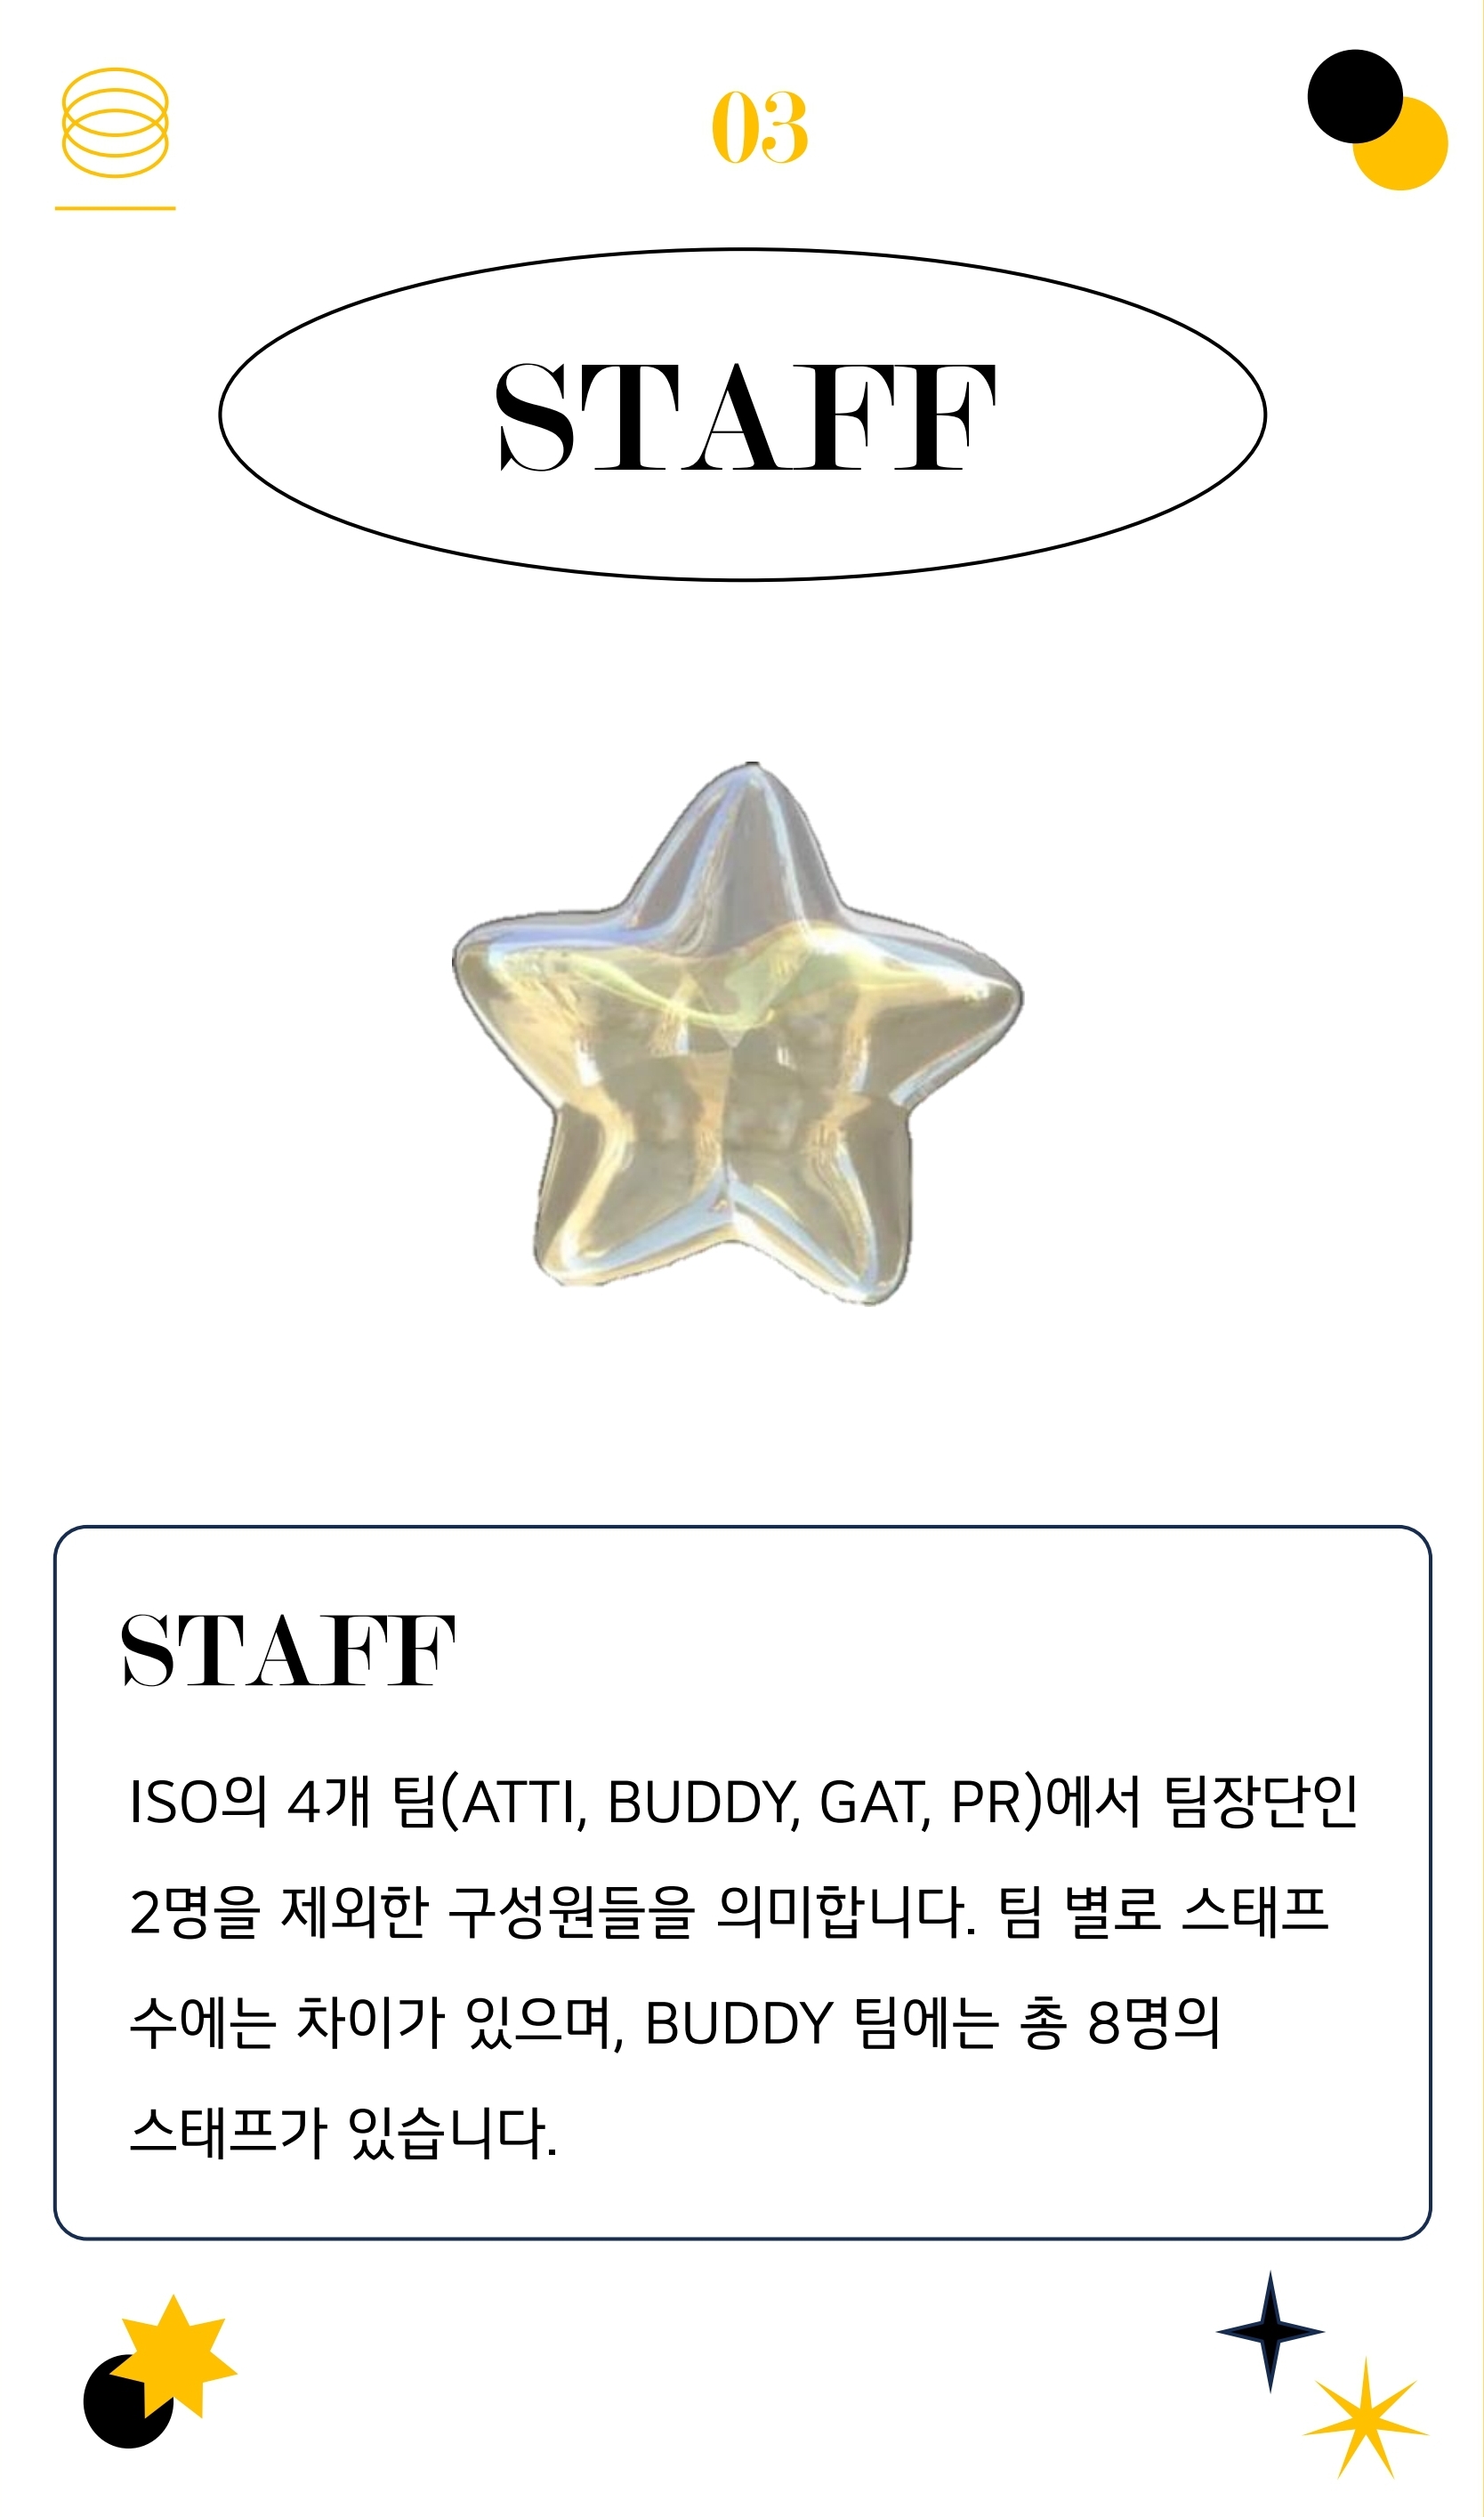 03
STAFF
STAFF
ISO의 4개 팀(ATTI, BUDDY, GAT, PR)에서 팀장단인
2명을 제외한 구성원들을 의미합니다. 팀 별로 스태프
수에는 차이가 있으며, BUDDY 팀에는 총 8명의
스태프가 있습니다.